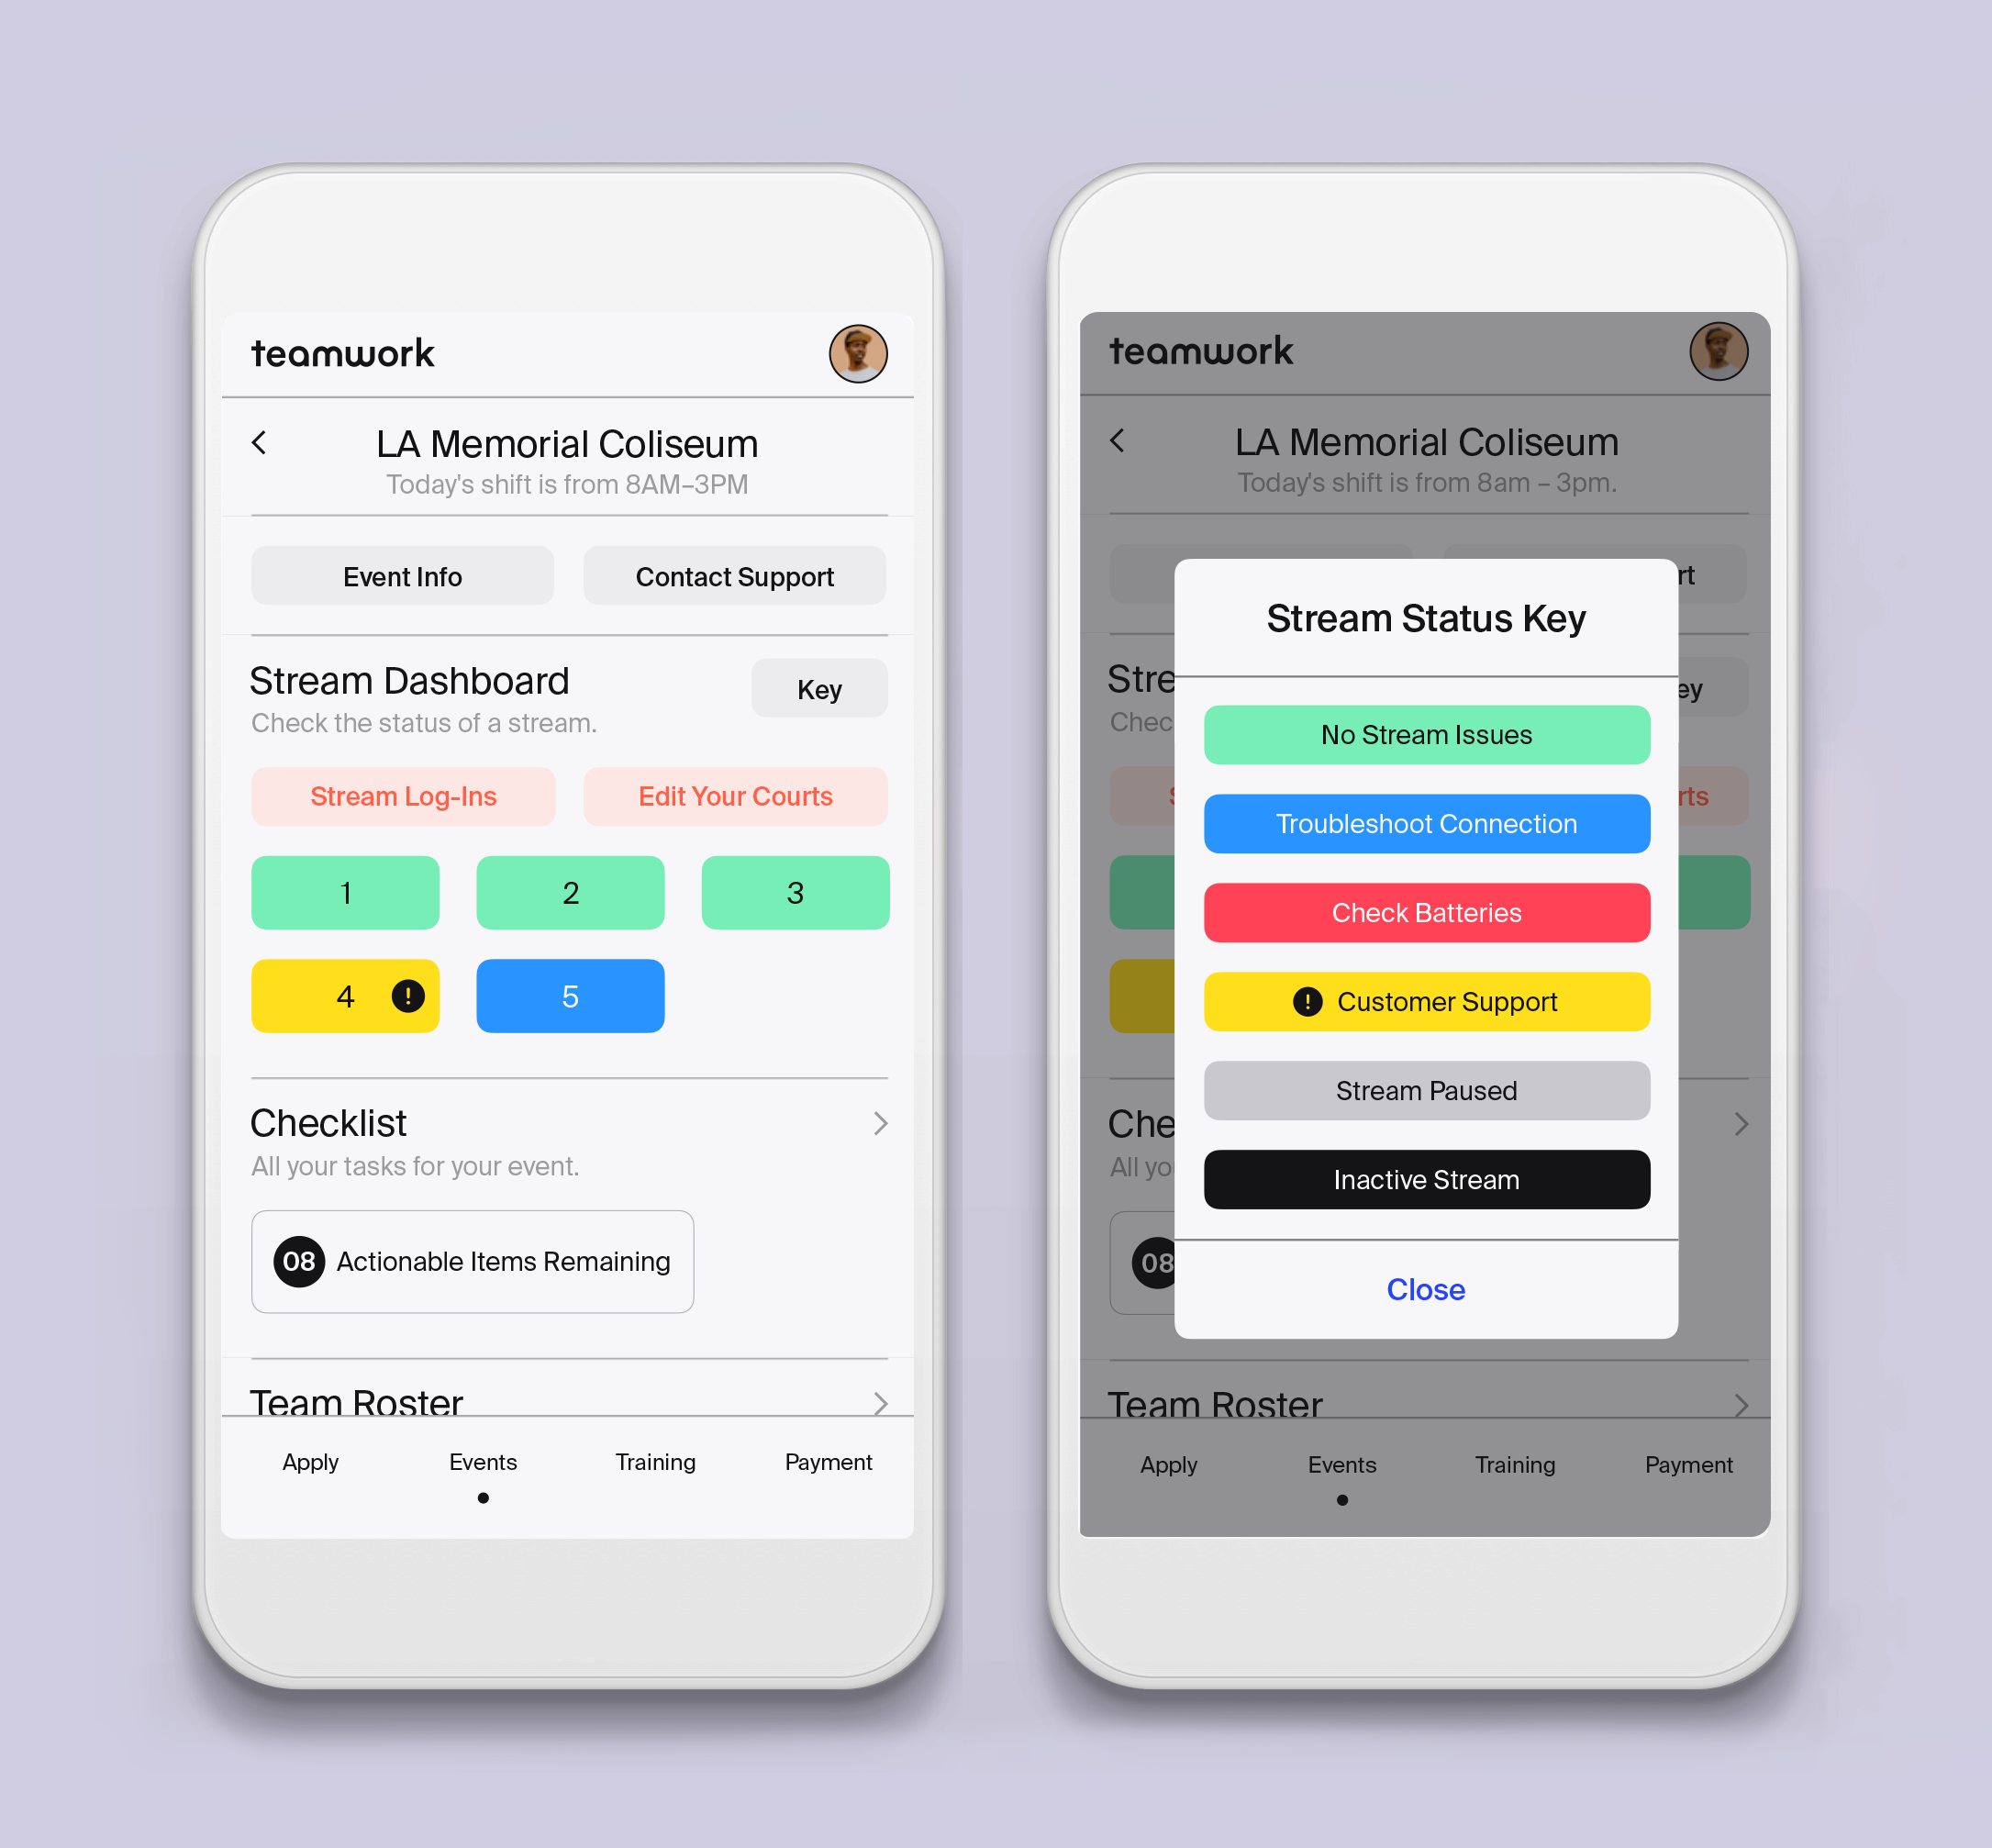 teamwork
LA Memorial Coliseum
Today's shift is from 8AM–3PM
Event Info
Contact Support
Stream Dashboard
Key
Check the status of a stream.
Stream Log-Ins
Edit Your Courts
1
2
3
4
!
5
Checklist
All your tasks for your event.
08 Actionable Items Remaining
Team Roster
Apply
Events
Training
Payment
teamwork
LA Memorial Coliseum
Today's shift is from 8am – 3pm.
rt
Stre
ey
Chec
S
rts
Che
All yo
08
Team Roster
Apply
Events
Training
Payment
Stream Status Key
No Stream Issues
Troubleshoot Connection
Check Batteries
! Customer Support
Stream Paused
Inactive Stream
Close